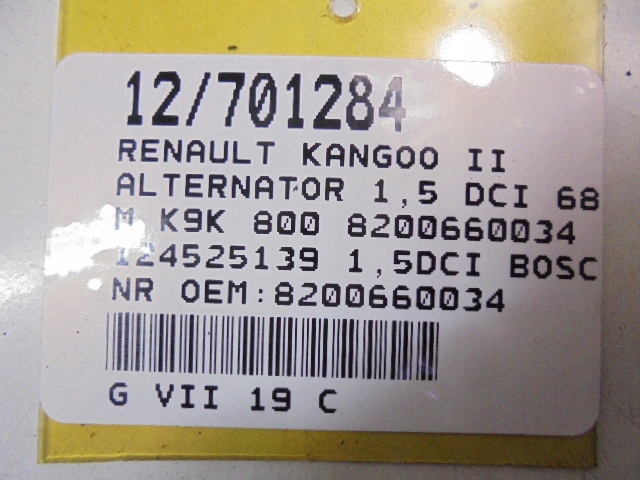 12/701284
RENAULT KANGOO II
ALTERNATOR 1,5 DCI 68
M K9K 800 8200660034
124525139 1,5DCI BOSC
NR OEM:8200660034
G VII 19 C